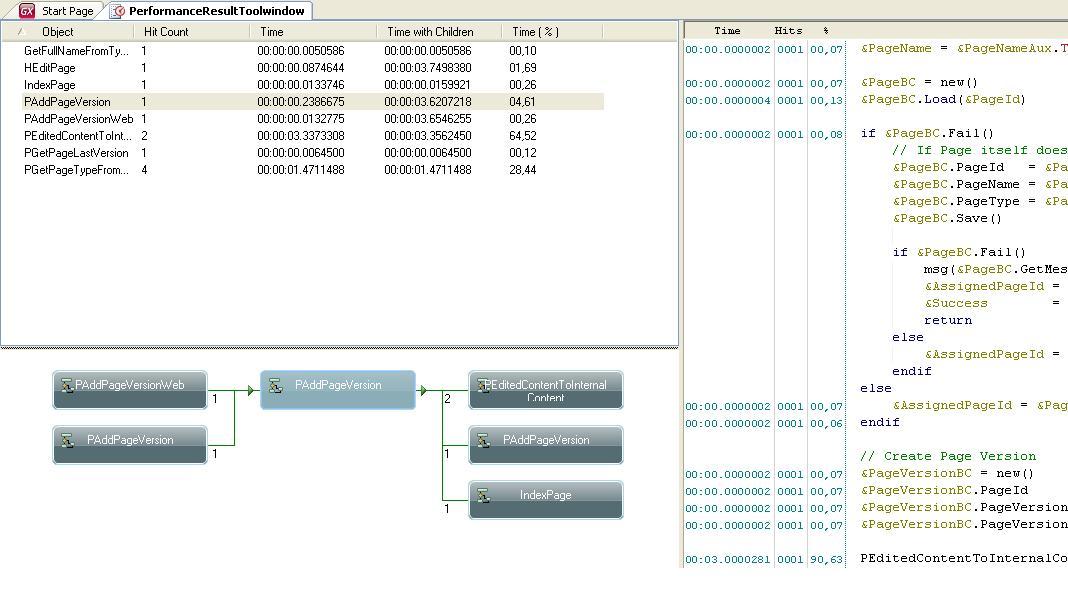 GX Start Page PerformanceResultToolwindow
Object Hit Count Time Time with Children Time ( % )
GetFullNameFromTy... 1 00:00:00.0050586 00:00:00.0050586 00,10
HEditPage 1 00:00:00.0874644 00:00:03.7498380 01,69
IndexPage 1 00:00:00.0133746 00:00:00.0159921 00,26
PAddPageVersion 1 00:00:00.2386675 00:00:03.6207218 04,61
PAddPageVersionWeb 1 00:00:00.0132775 00:00:03.6546255 00,26
PEditedContentToInt... 2 00:00:03.3373308 00:00:03.3562450 64,52
PGetPageLastVersion 1 00:00:00.0064500 00:00:00.0064500 00,12
PGetPageTypeFrom... 4 00:00:01.4711488 00:00:01.4711488 28,44
PAddPageVersionWeb
1
PAddPageVersion
1
PAddPageVersion
2
PEditedContentToInternal
Content
1
PAddPageVersion
1
IndexPage
Time Hits %
00:00.0000002 0001 00,07 &PageName = &PageNameAux.T
00:00.0000002 0001 00,07 &PageBC = new()
00:00.0000004 0001 00,13 &PageBC.Load(&PageId)
00:00.0000002 0001 00,08 if &PageBC.Fail()
// If Page itself does
&PageBC.PageId = &Pa
&PageBC.PageName = &Pa
&PageBC.PageType = &Pa
&PageBC.Save()
if &PageBC.Fail()
msg(&PageBC.GetMes
&AssignedPageId =
&Success =
return
else
&AssignedPageId =
endif
else
00:00.0000002 0001 00,07 &AssignedPageId = &Pag
00:00.0000002 0001 00,06 endif
// Create Page Version
00:00.0000002 0001 00,07 &PageVersionBC = new()
00:00.0000002 0001 00,07 &PageVersionBC.PageId
00:00.0000002 0001 00,07 &PageVersionBC.PageVersion
00:00.0000002 0001 00,07 &PageVersionBC.PageVersion
00:03.0000281 0001 90,63 PEditedContentToInternalCo